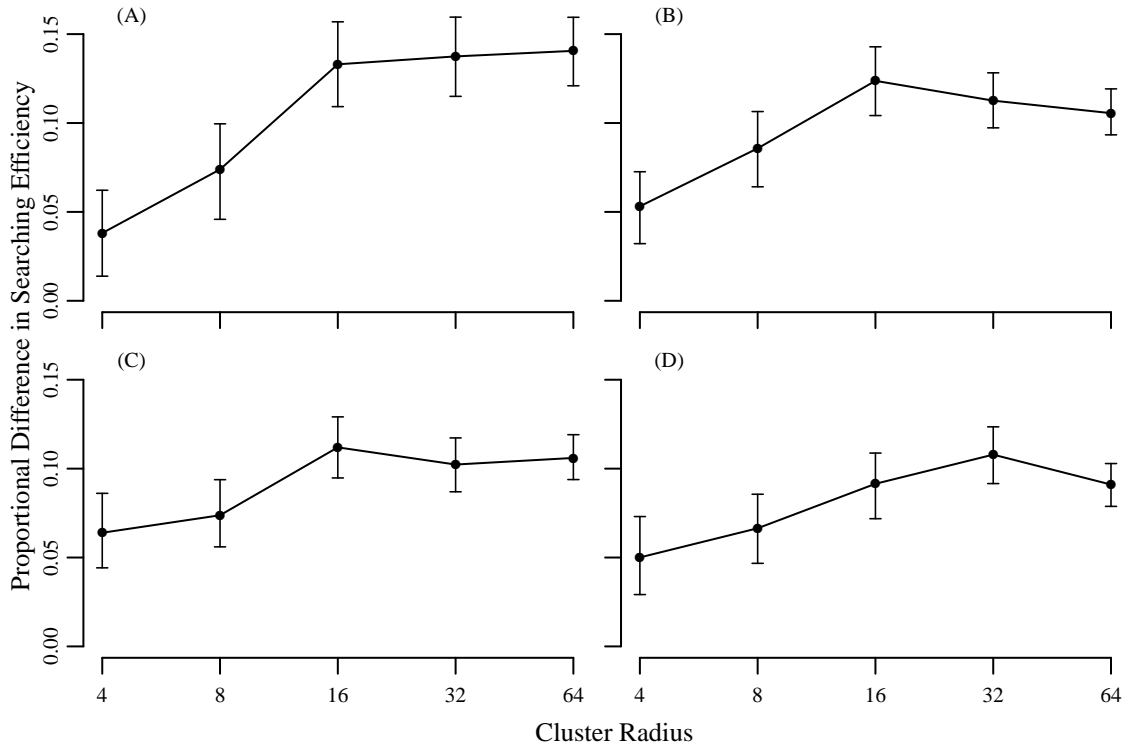 (A)
(B)
0.15
0.10
0.05
0.00
(C)
(D)
0.15
0.10
0.05
0.00
4 8 16 32 64 4 8 16 32 64
Cluster Radius
Proportional Difference in Searching Efficiency